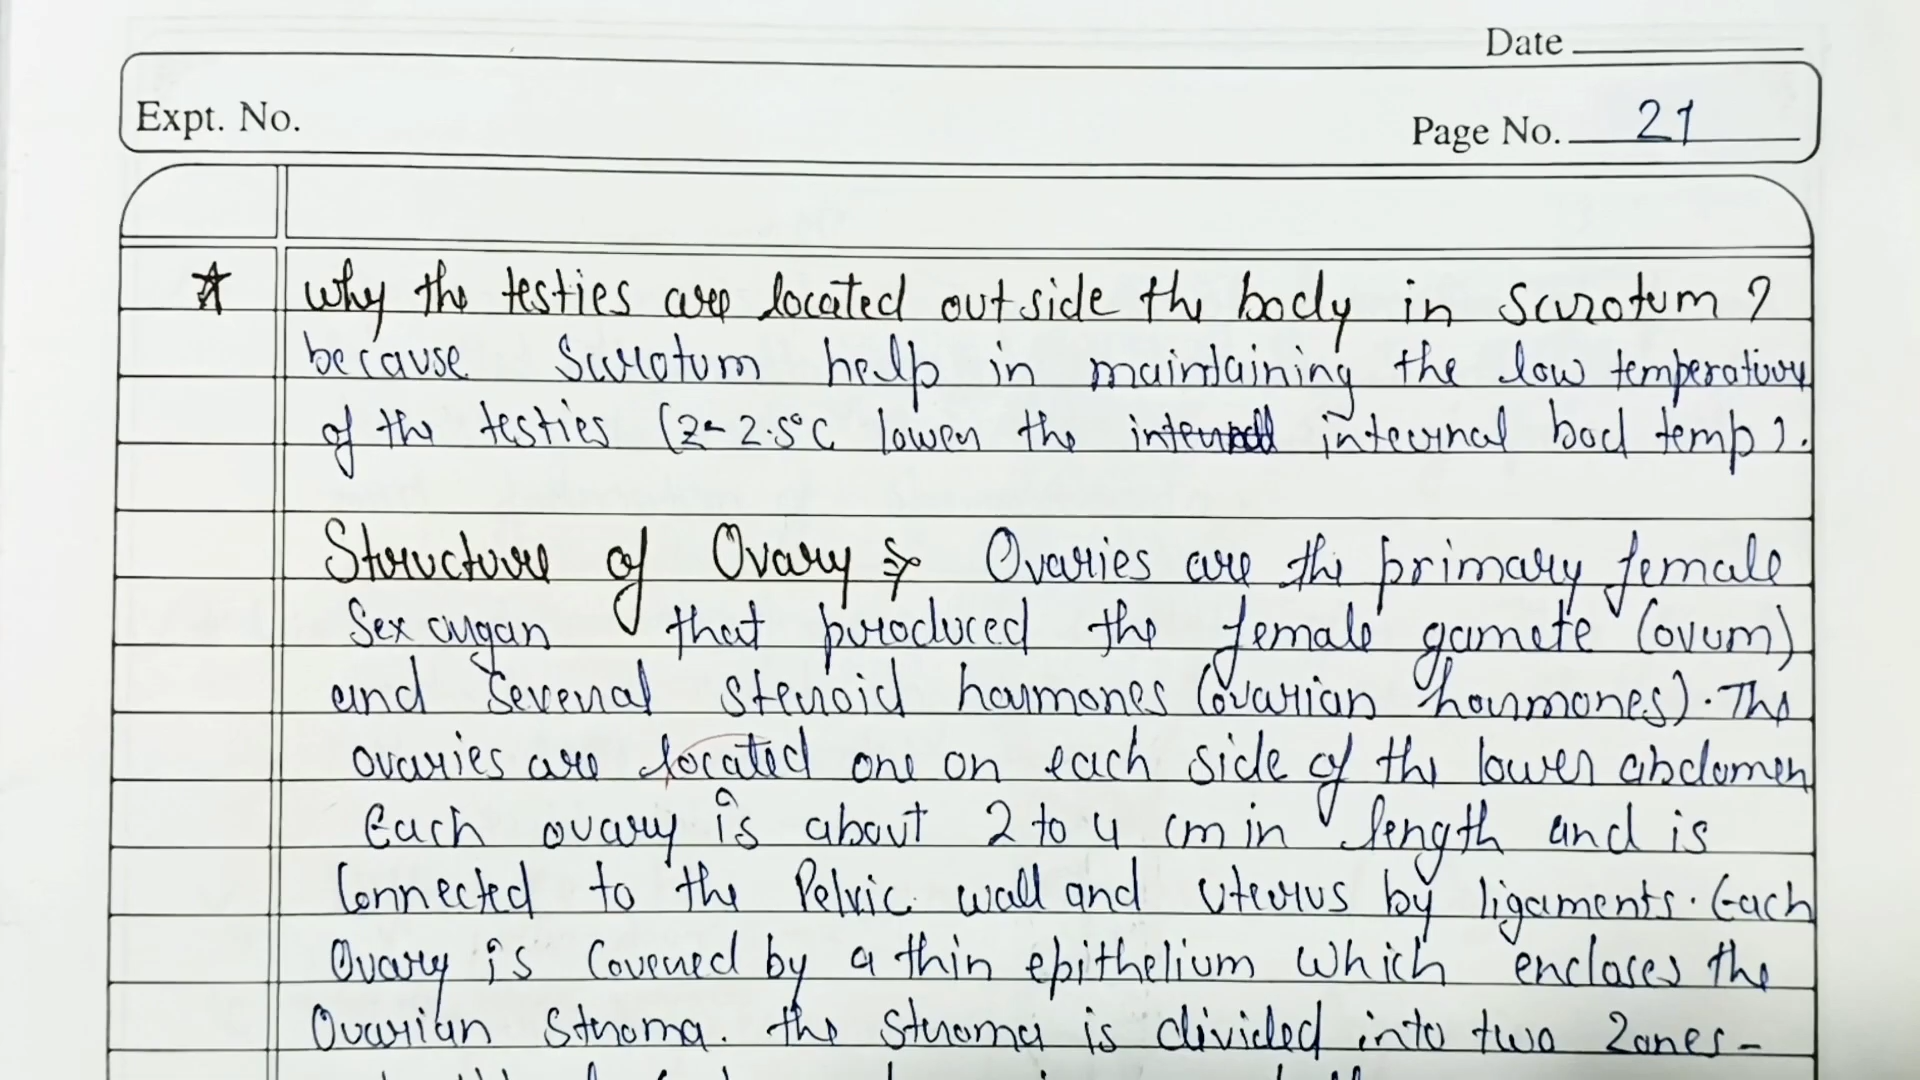 Date
Expt. No.
Page No. 21
☆ Why the testies are located outside the body in Scrotum ?
because Scrotum help in maintaining the low temperature
of the testies (2-2.5°C lower the internal bod temp).
Structure of Ovary ⇒ Ovaries are the primary female
Sex organ that produced the female gamete (ovum)
and several steroid hormones (ovarian hormones). The
ovaries are located one on each side of the lower abdomen
Each ovary is about 2 to 4 cm in length and is
Connected to the Pelvic wall and uterus by ligaments. Each
Ovary is Covered by a thin epithelium which encloses the
Ovarian Stroma. the stroma is divided into two Zones-